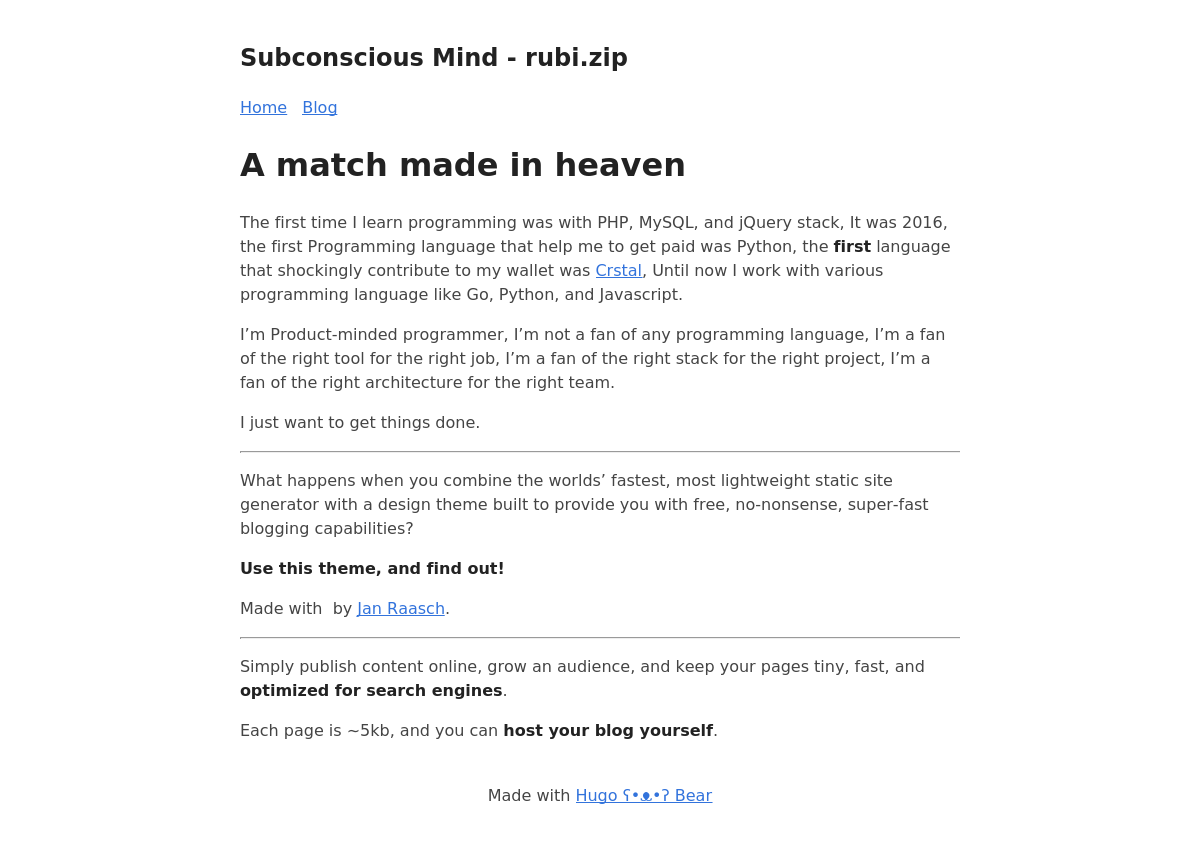 Subconscious Mind - rubi.zip
Home Blog
A match made in heaven
The first time I learn programming was with PHP, MySQL, and jQuery stack, It was 2016,
the first Programming language that help me to get paid was Python, the first language
that shockingly contribute to my wallet was Crstal, Until now I work with various
programming language like Go, Python, and Javascript.
I’m Product-minded programmer, I’m not a fan of any programming language, I’m a fan
of the right tool for the right job, I’m a fan of the right stack for the right project, I’m a
fan of the right architecture for the right team.
I just want to get things done.
What happens when you combine the worlds’ fastest, most lightweight static site
generator with a design theme built to provide you with free, no-nonsense, super-fast
blogging capabilities?
Use this theme, and find out!
Made with  by Jan Raasch.
Simply publish content online, grow an audience, and keep your pages tiny, fast, and
optimized for search engines.
Each page is ~5kb, and you can host your blog yourself.
Made with Hugo ʕ•ᴥ•ʔ Bear